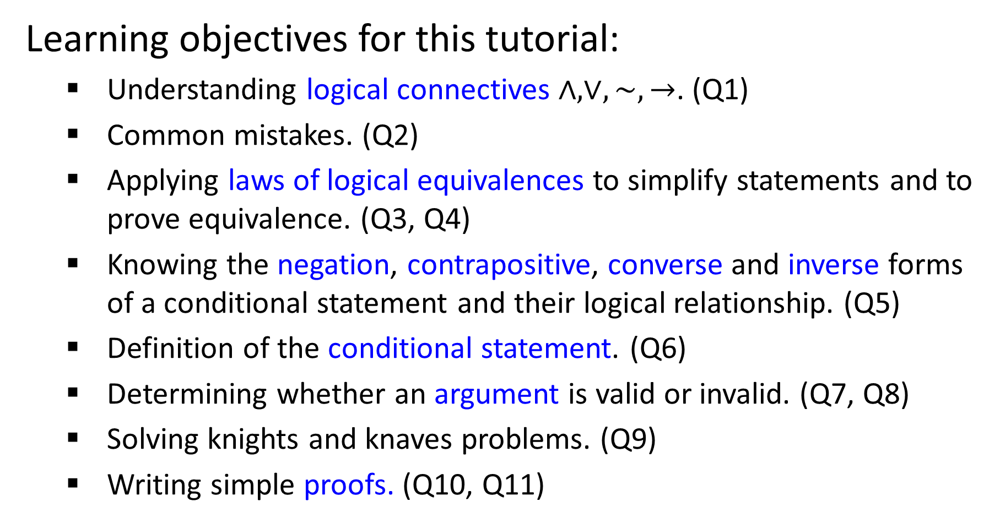 Learning objectives for this tutorial:
▪ Understanding logical connectives ∧,∨, ~, →. (Q1)
▪ Common mistakes. (Q2)
▪ Applying laws of logical equivalences to simplify statements and to
prove equivalence. (Q3, Q4)
▪ Knowing the negation, contrapositive, converse and inverse forms
of a conditional statement and their logical relationship. (Q5)
▪ Definition of the conditional statement. (Q6)
▪ Determining whether an argument is valid or invalid. (Q7, Q8)
▪ Solving knights and knaves problems. (Q9)
▪ Writing simple proofs. (Q10, Q11)